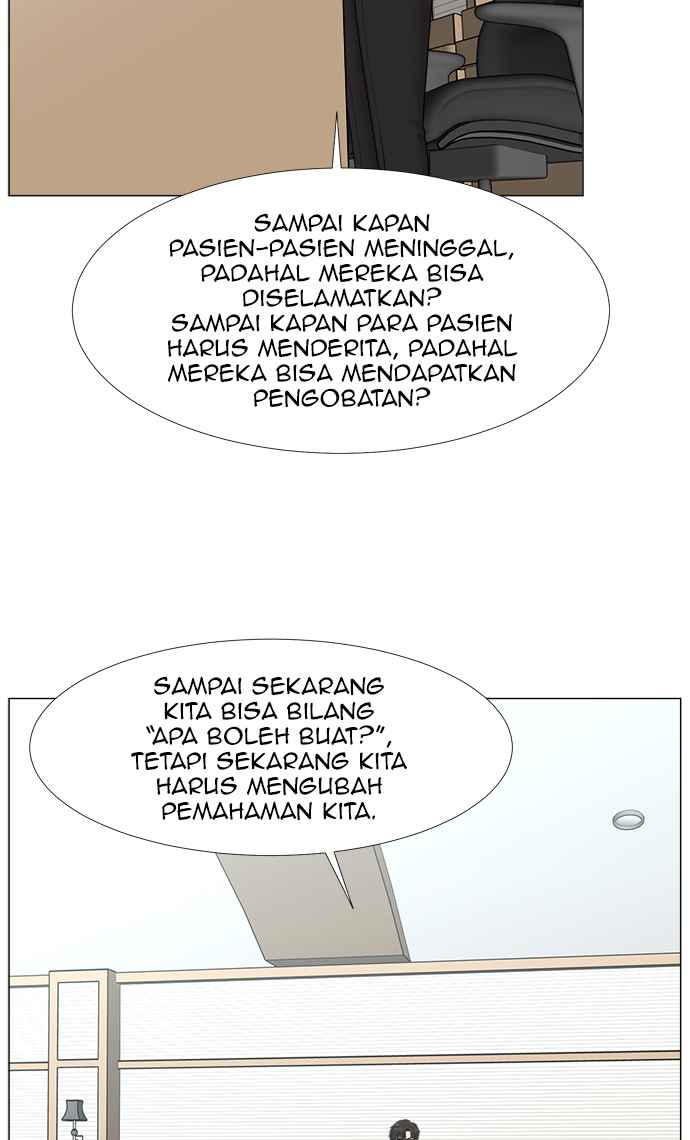 SAMPAI KAPAN
PASIEN-PASIEN MENINGGAL,
PADAHAL MEREKA BISA
DISELAMATKAN?
SAMPAI KAPAN PARA PASIEN
HARUS MENDERITA, PADAHAL
MEREKA BISA MENDAPATKAN
PENGOBATAN?
SAMPAI SEKARANG
KITA BISA BILANG
“APA BOLEH BUAT?”,
TETAPI SEKARANG KITA
HARUS MENGUBAH
PEMAHAMAN KITA.